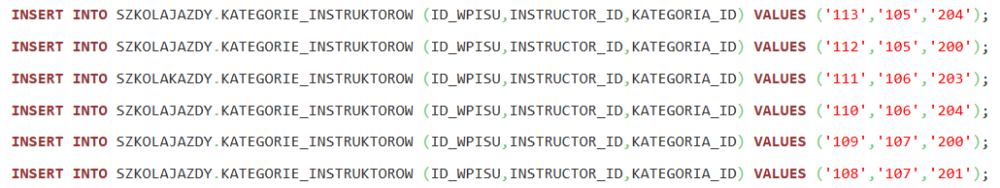 INSERT INTO SZKOLAJAZDY.KATEGORIE_INSTRUKTOROW (ID_WPISU,INSTRUCTOR_ID,KATEGORIA_ID) VALUES ('113','105','204');
INSERT INTO SZKOLAJAZDY.KATEGORIE_INSTRUKTOROW (ID_WPISU,INSTRUCTOR_ID,KATEGORIA_ID) VALUES ('112','105','200');
INSERT INTO SZKOLAKAZDY.KATEGORIE_INSTRUKTOROW (ID_WPISU,INSTRUCTOR_ID,KATEGORIA_ID) VALUES ('111','106','203');
INSERT INTO SZKOLAJAZDY.KATEGORIE_INSTRUKTOROW (ID_WPISU,INSTRUCTOR_ID,KATEGORIA_ID) VALUES ('110','106','204');
INSERT INTO SZKOLAJAZDY.KATEGORIE_INSTRUKTOROW (ID_WPISU,INSTRUCTOR_ID,KATEGORIA_ID) VALUES ('109','107','200');
INSERT INTO SZKOLAJAZDY.KATEGORIE_INSTRUKTOROW (ID_WPISU,INSTRUCTOR_ID,KATEGORIA_ID) VALUES ('108','107','201');